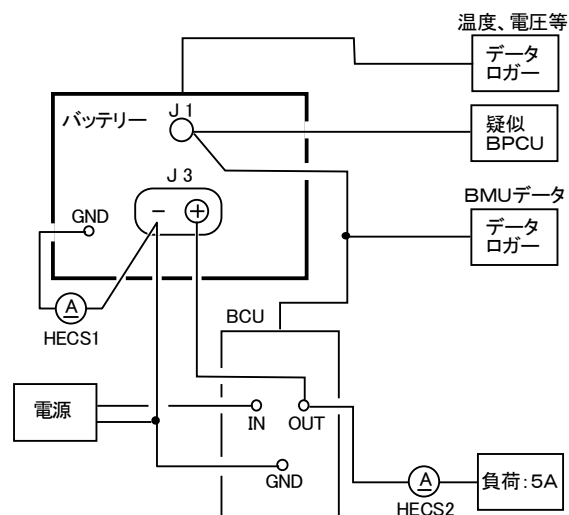 温度、電圧等
データ
ロガー
バッテリー
J1
疑似
BPCU
J3
－
＋
GND
BMUデータ
データ
ロガー
A
HECS1
BCU
電源
IN
OUT
GND
A
HECS2
負荷：5A